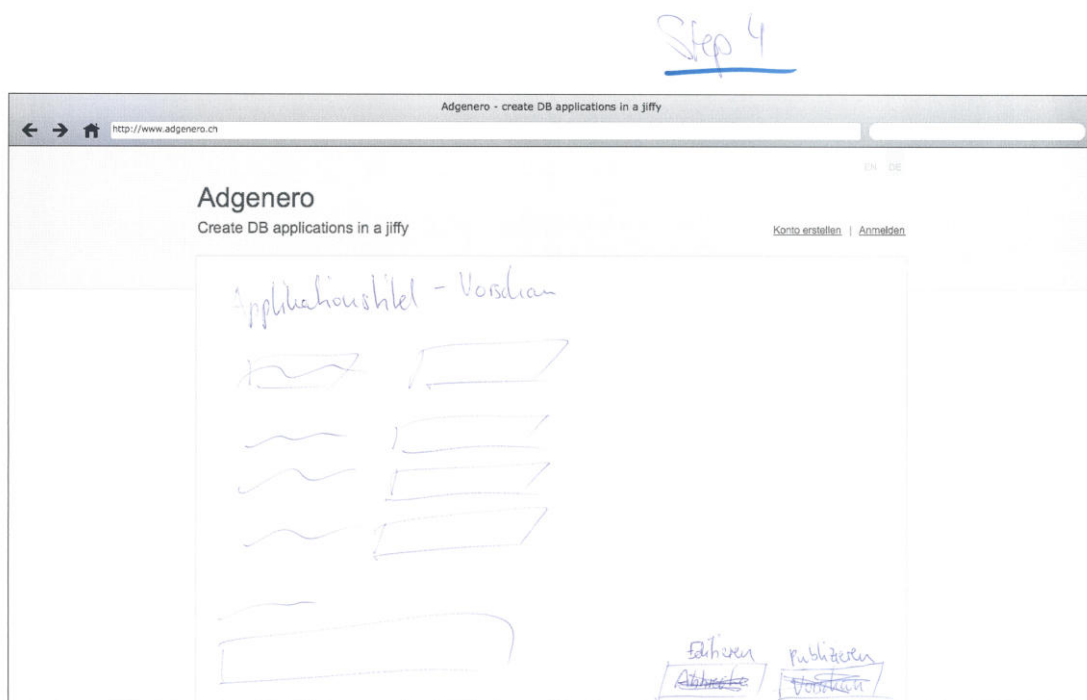 Step 4
Adgenero - create DB applications in a jiffy
http://www.adgenero.ch
EN DE
Adgenero
Create DB applications in a jiffy
Konto erstellen | Anmelden
Applikationstitel - Vorschau
Editieren Publizieren
Vorschau